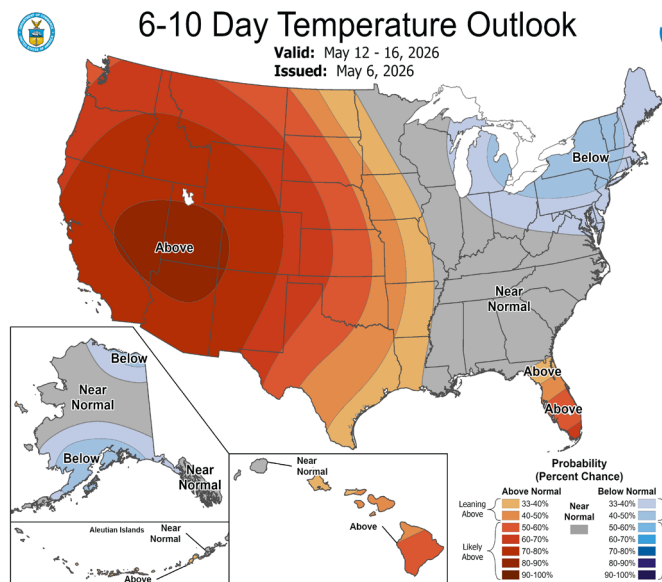 6-10 Day Temperature Outlook
Valid: May 12 - 16, 2026
Issued: May 6, 2026
Below
Above
Near
Normal
Above
Above
Below
Near
Normal
Below
Near
Normal
Aleutian Islands
Near
Normal
Above
Near
Normal
Above
Probability
(Percent Chance)
Above Normal
Below Normal
Leaning
Above
Likely
Above
33-40%
40-50%
50-60%
60-70%
70-80%
80-90%
90-100%
Near
Normal
33-40%
40-50%
50-60%
60-70%
70-80%
80-90%
90-100%